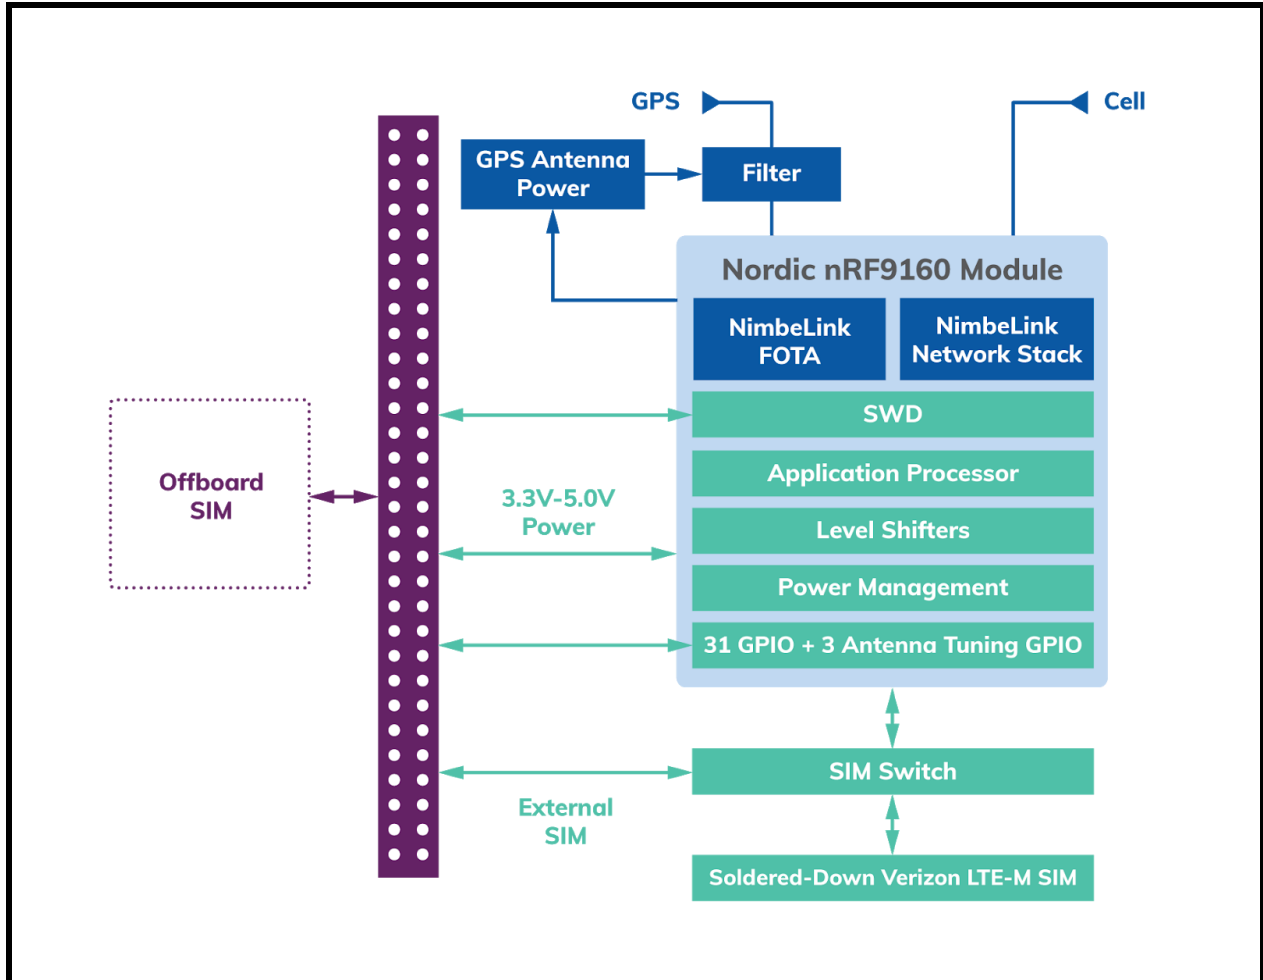 GPS
Cell
GPS Antenna
Power
Filter
Nordic nRF9160 Module
NimbeLink
FOTA
NimbeLink
Network Stack
SWD
Application Processor
Offboard
SIM
3.3V-5.0V
Power
Level Shifters
Power Management
31 GPIO + 3 Antenna Tuning GPIO
SIM Switch
External
SIM
Soldered-Down Verizon LTE-M SIM